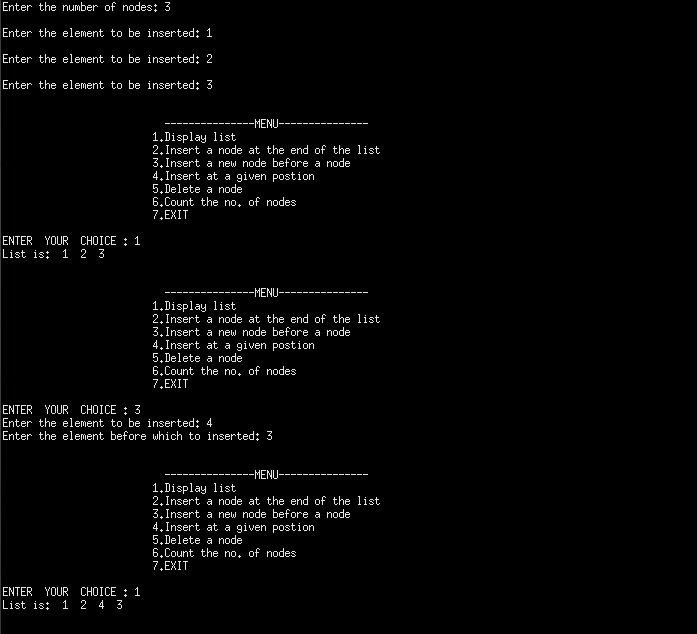 Enter the number of nodes: 3
Enter the element to be inserted: 1
Enter the element to be inserted: 2
Enter the element to be inserted: 3
---------------MENU---------------
1.Display list
2.Insert a node at the end of the list
3.Insert a new node before a node
4.Insert at a given postion
5.Delete a node
6.Count the no. of nodes
7.EXIT
ENTER  YOUR  CHOICE : 1
List is:  1  2  3
---------------MENU---------------
1.Display list
2.Insert a node at the end of the list
3.Insert a new node before a node
4.Insert at a given postion
5.Delete a node
6.Count the no. of nodes
7.EXIT
ENTER  YOUR  CHOICE : 3
Enter the element to be inserted: 4
Enter the element before which to inserted: 3
---------------MENU---------------
1.Display list
2.Insert a node at the end of the list
3.Insert a new node before a node
4.Insert at a given postion
5.Delete a node
6.Count the no. of nodes
7.EXIT
ENTER  YOUR  CHOICE : 1
List is:  1  2  4  3